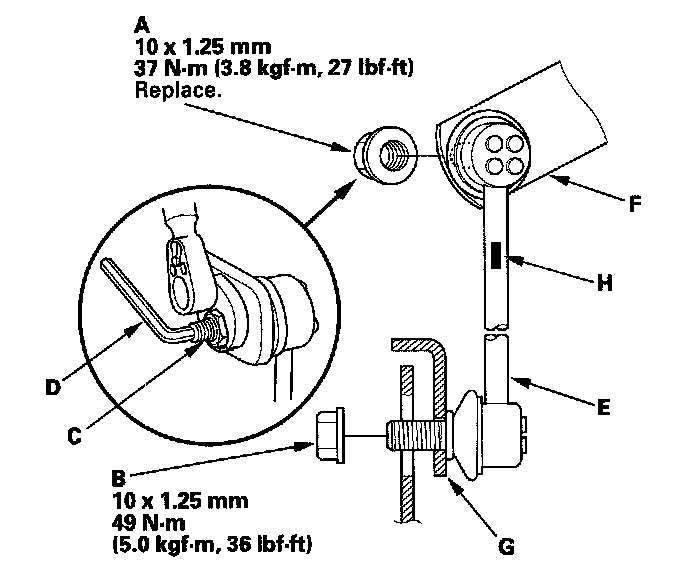 A
10 x 1.25 mm
37 N·m (3.8 kgf·m, 27 lbf·ft)
Replace.
F
H
D
E
C
B
10 x 1.25 mm
49 N·m
(5.0 kgf·m, 36 lbf·ft)
G